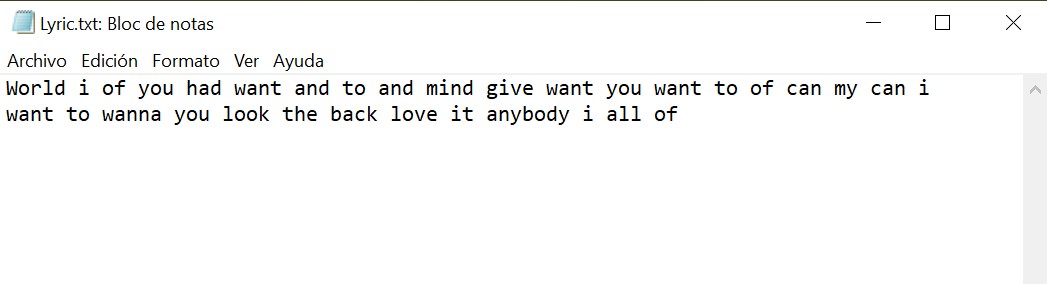 Lyric.txt: Bloc de notas
Archivo Edición Formato Ver Ayuda
World i of you had want and to and mind give want you want to of can my can i
want to wanna you look the back love it anybody i all of